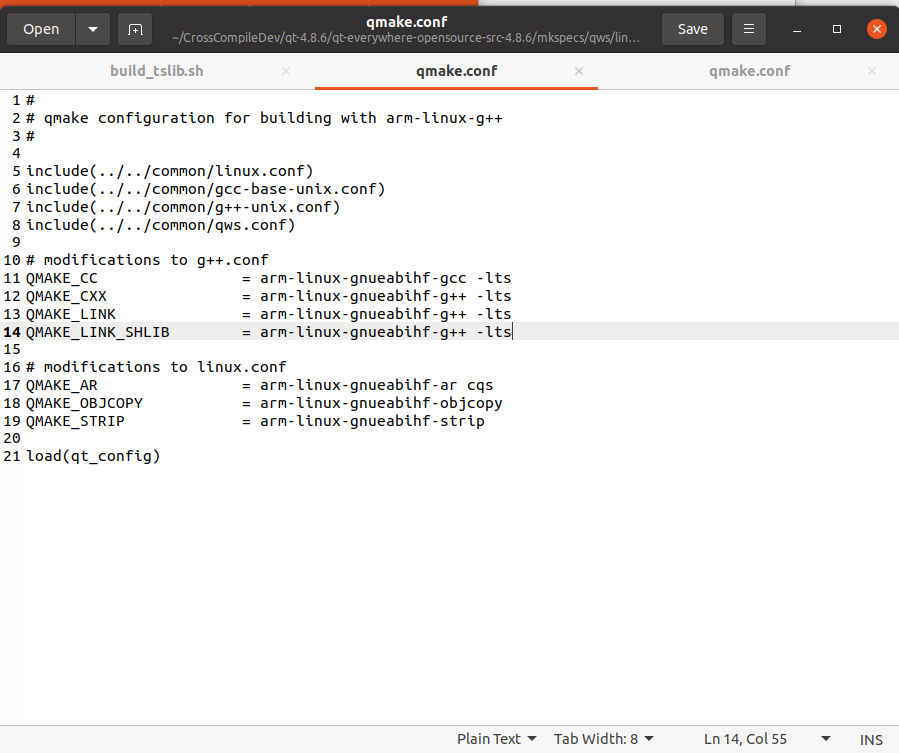 qmake.conf
Open
~/CrossCompileDev/qt-4.8.6/qt-everywhere-opensource-src-4.8.6/mkspecs/qws/lin...
Save
build_tslib.sh
qmake.conf
qmake.conf
1 #
2 # qmake configuration for building with arm-linux-g++
3 #
4
5 include(../../common/linux.conf)
6 include(../../common/gcc-base-unix.conf)
7 include(../../common/g++-unix.conf)
8 include(../../common/qws.conf)
9
10 # modifications to g++.conf
11 QMAKE_CC                = arm-linux-gnueabihf-gcc -lts
12 QMAKE_CXX               = arm-linux-gnueabihf-g++ -lts
13 QMAKE_LINK              = arm-linux-gnueabihf-g++ -lts
14 QMAKE_LINK_SHLIB        = arm-linux-gnueabihf-g++ -lts
15
16 # modifications to linux.conf
17 QMAKE_AR                = arm-linux-gnueabihf-ar cqs
18 QMAKE_OBJCOPY           = arm-linux-gnueabihf-objcopy
19 QMAKE_STRIP             = arm-linux-gnueabihf-strip
20
21 load(qt_config)
Plain Text
Tab Width: 8
Ln 14, Col 55
INS